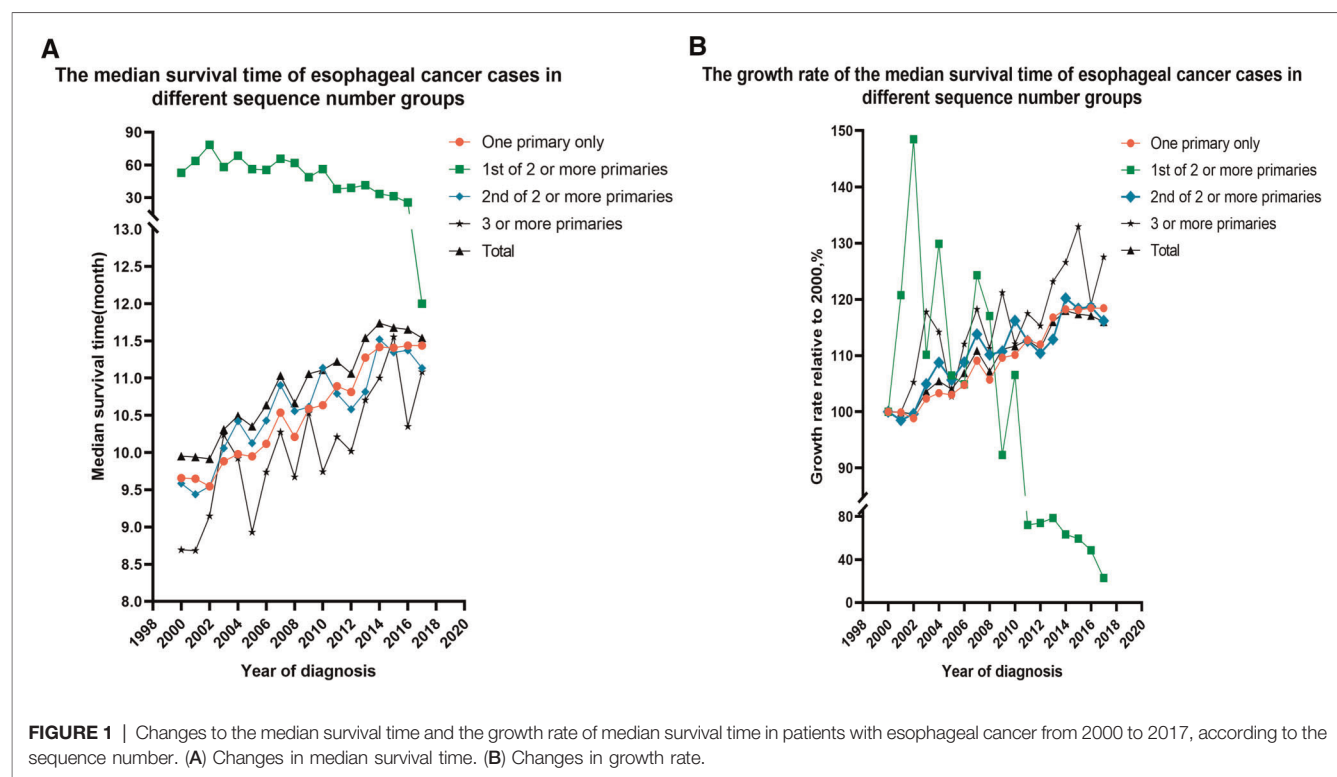 A
The median survival time of esophageal cancer cases in
different sequence number groups
90
60
30
13.0
12.5
12.0
11.5
11.0
10.5
10.0
9.5
9.0
8.5
8.0
Median survival time(month)
One primary only
1st of 2 or more primaries
2nd of 2 or more primaries
3 or more primaries
Total
1998
2000
2002
2004
2006
2008
2010
2012
2014
2016
2018
2020
Year of diagnosis
B
The growth rate of the median survival time of esophageal cancer cases in
different sequence number groups
150
140
130
120
110
100
90
80
40
0
Growth rate relative to 2000,%
One primary only
1st of 2 or more primaries
2nd of 2 or more primaries
3 or more primaries
Total
1998
2000
2002
2004
2006
2008
2010
2012
2014
2016
2018
2020
Year of diagnosis
FIGURE 1 | Changes to the median survival time and the growth rate of median survival time in patients with esophageal cancer from 2000 to 2017, according to the
sequence number. (A) Changes in median survival time. (B) Changes in growth rate.